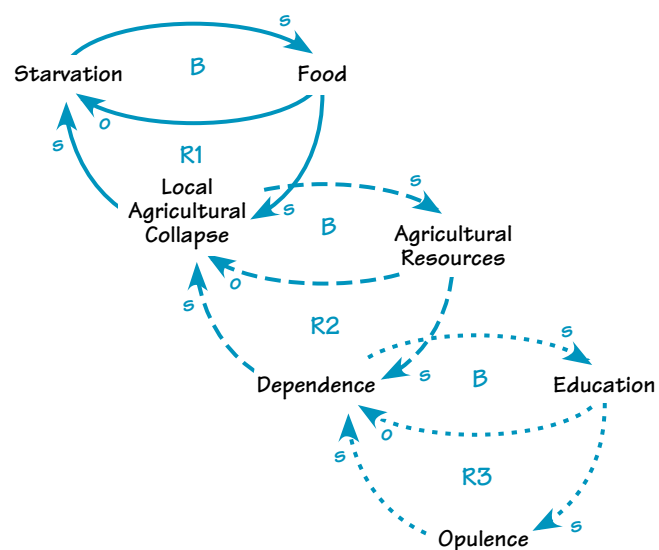 s
B
Starvation
Food
o
s
R1
s
Local
Agricultural
Collapse
s
s
B
Agricultural
Resources
o
s
R2
s
Dependence
s
B
Education
o
s
R3
s
Opulence